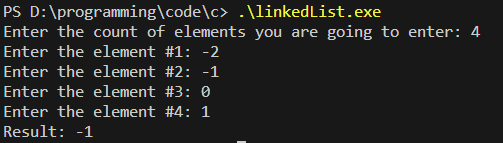 PS D:\programming\code\c> .\linkedList.exe
Enter the count of elements you are going to enter: 4
Enter the element #1: -2
Enter the element #2: -1
Enter the element #3: 0
Enter the element #4: 1
Result: -1